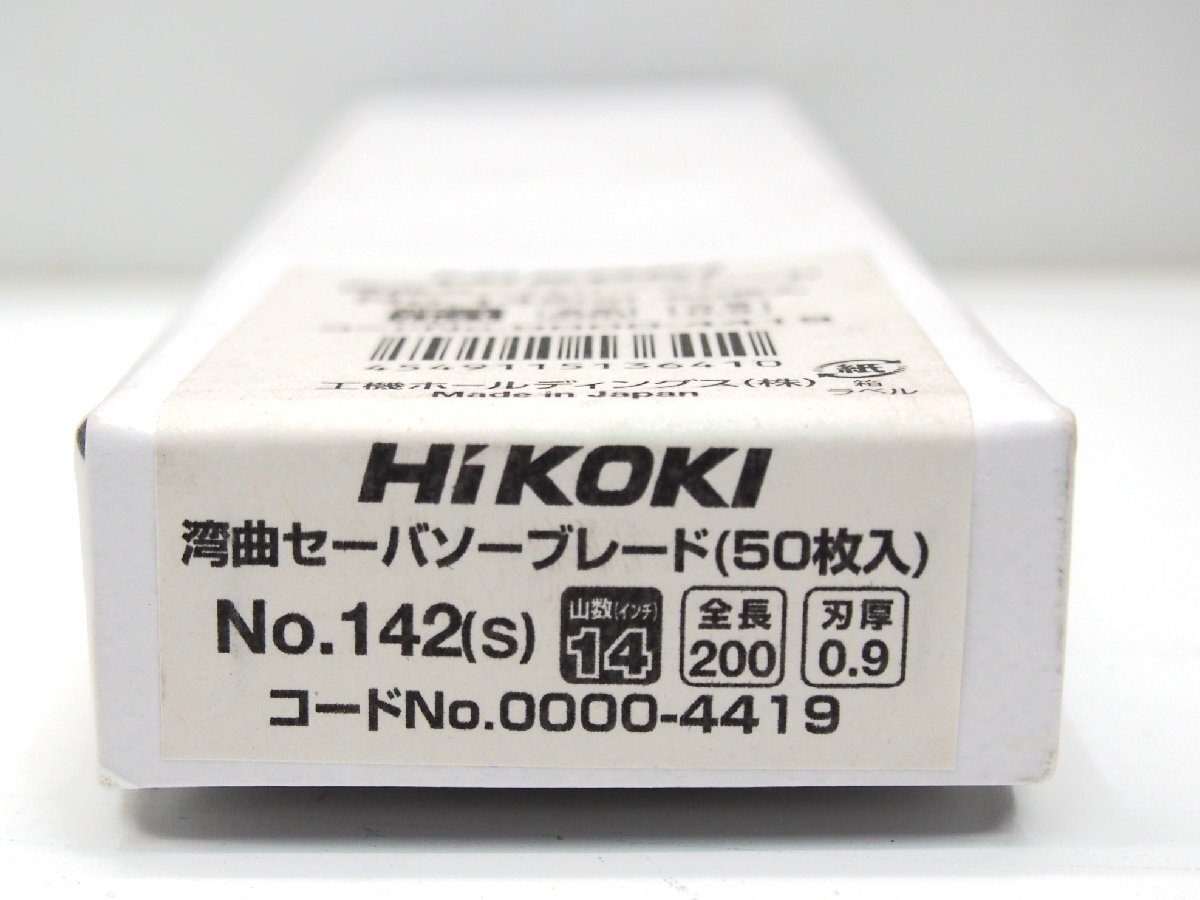 HiKOKI
4549115136410
工機ホールディングス(株)
Made in Japan
紙
箱
ラベル
HiKOKI
湾曲セーバソーブレード(50枚入)
No.142(S) 山数(インチ) 14 全長 200 刃厚 0.9
コードNo.0000-4419